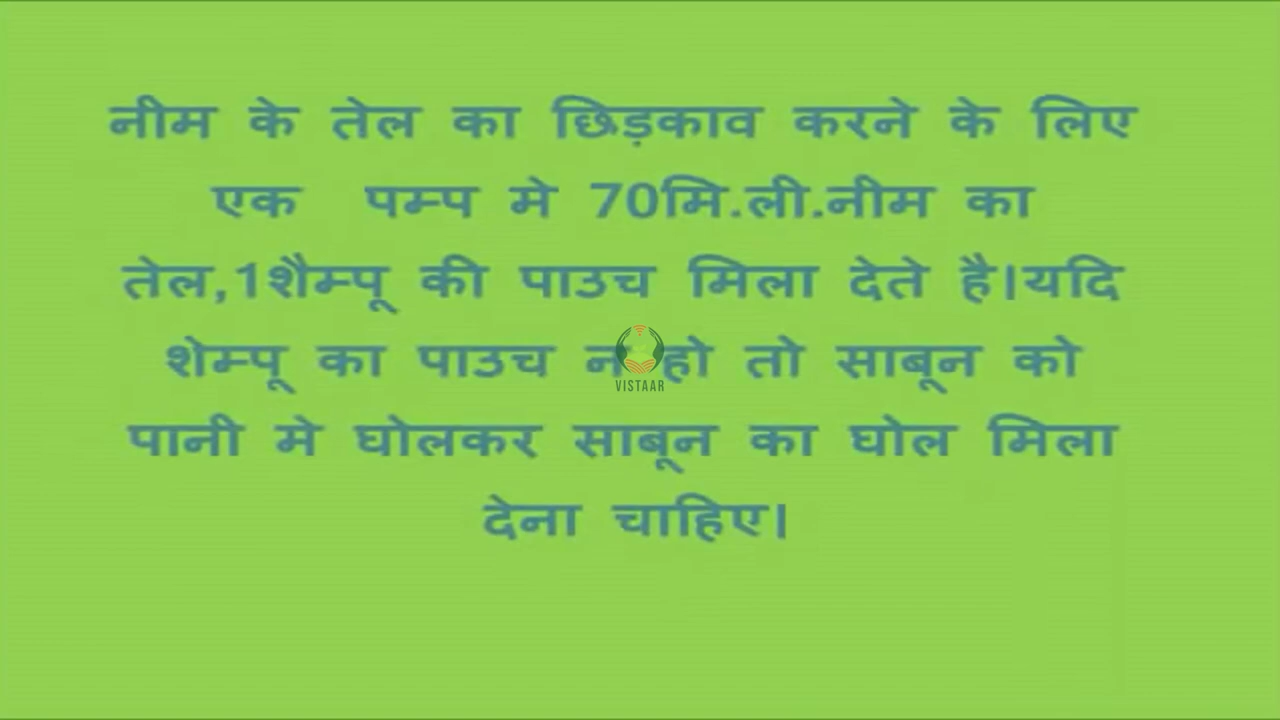 नीम के तेल का छिड़काव करने के लिए
एक पम्प मे 70मि.ली.नीम का
तेल,1शैम्पू की पाउच मिला देते है।यदि
शेम्पू का पाउच न हो तो साबून को
VISTAAR
पानी मे घोलकर साबून का घोल मिला
देना चाहिए।